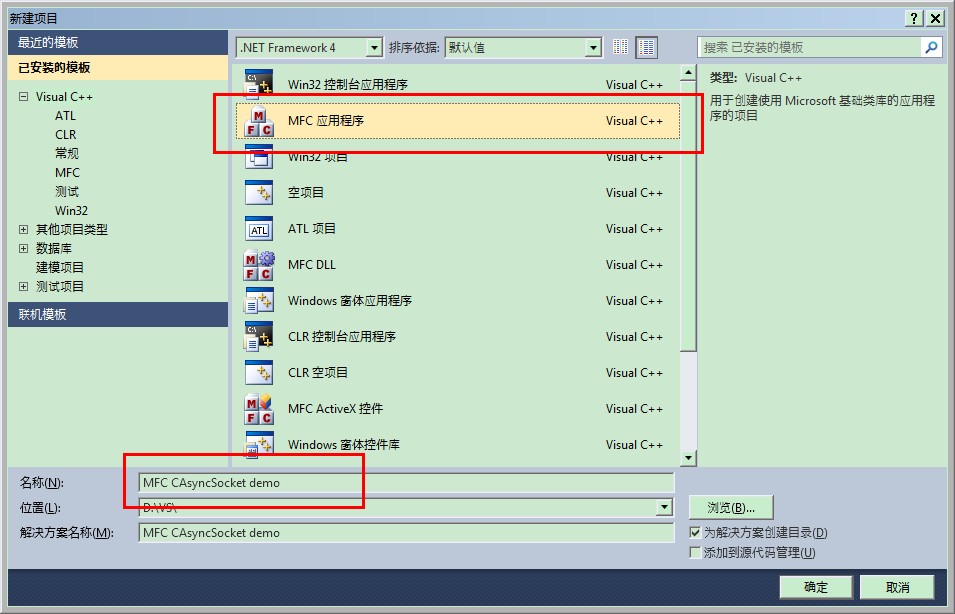 新建项目
最近的模板
已安装的模板
Visual C++
ATL
CLR
常规
MFC
测试
Win32
其他项目类型
数据库
建模项目
测试项目
联机模板
.NET Framework 4 排序依据: 默认值
Win32 控制台应用程序 Visual C++
MFC 应用程序 Visual C++
Win32 项目 Visual C++
空项目 Visual C++
ATL 项目 Visual C++
MFC DLL Visual C++
Windows 窗体应用程序 Visual C++
CLR 控制台应用程序 Visual C++
CLR 空项目 Visual C++
MFC ActiveX 控件 Visual C++
Windows 窗体控件库 Visual C++
搜索 已安装的模板
类型: Visual C++
用于创建使用 Microsoft 基础类库的应用程
序的项目
名称(N): MFC CAsyncSocket demo
位置(L): D:\VS\
浏览(B)...
解决方案名称(M): MFC CAsyncSocket demo
为解决方案创建目录(D)
添加到源代码管理(U)
确定 取消